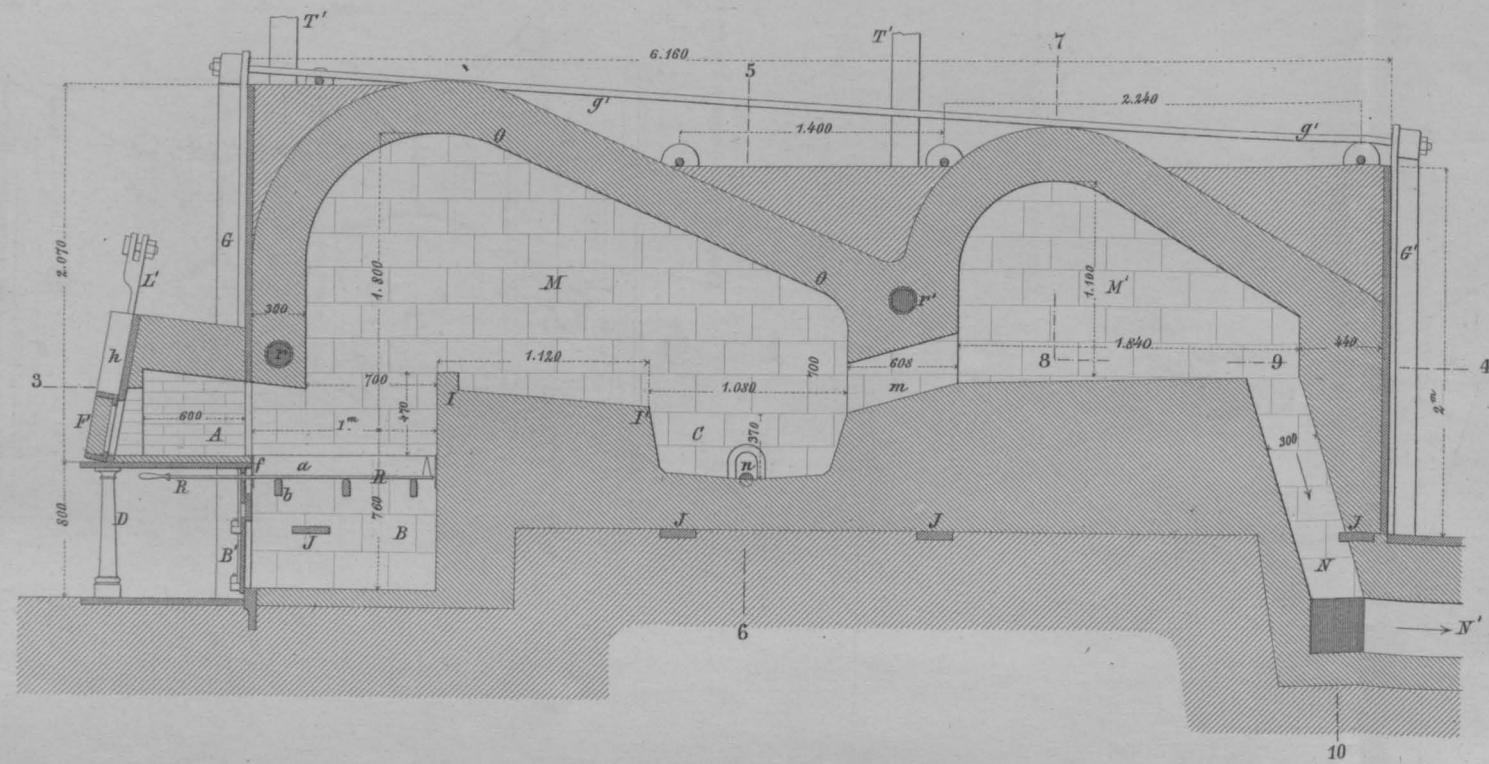 T'
T'
7
6.160
5
g'
2.240
1.400
g'
O
G
G'
2.070
L'
1.800
M
O
r'
1.100
M'
300
h
r
1.120
700
608
1.840
440
3
700
8
9
4
470
1.080
m
2m
F
600
I
A
1.m
I'
C
370
300
f
a
n
R
R
b
800
D
760
J
J
J
B
J
B'
N
6
N'
10